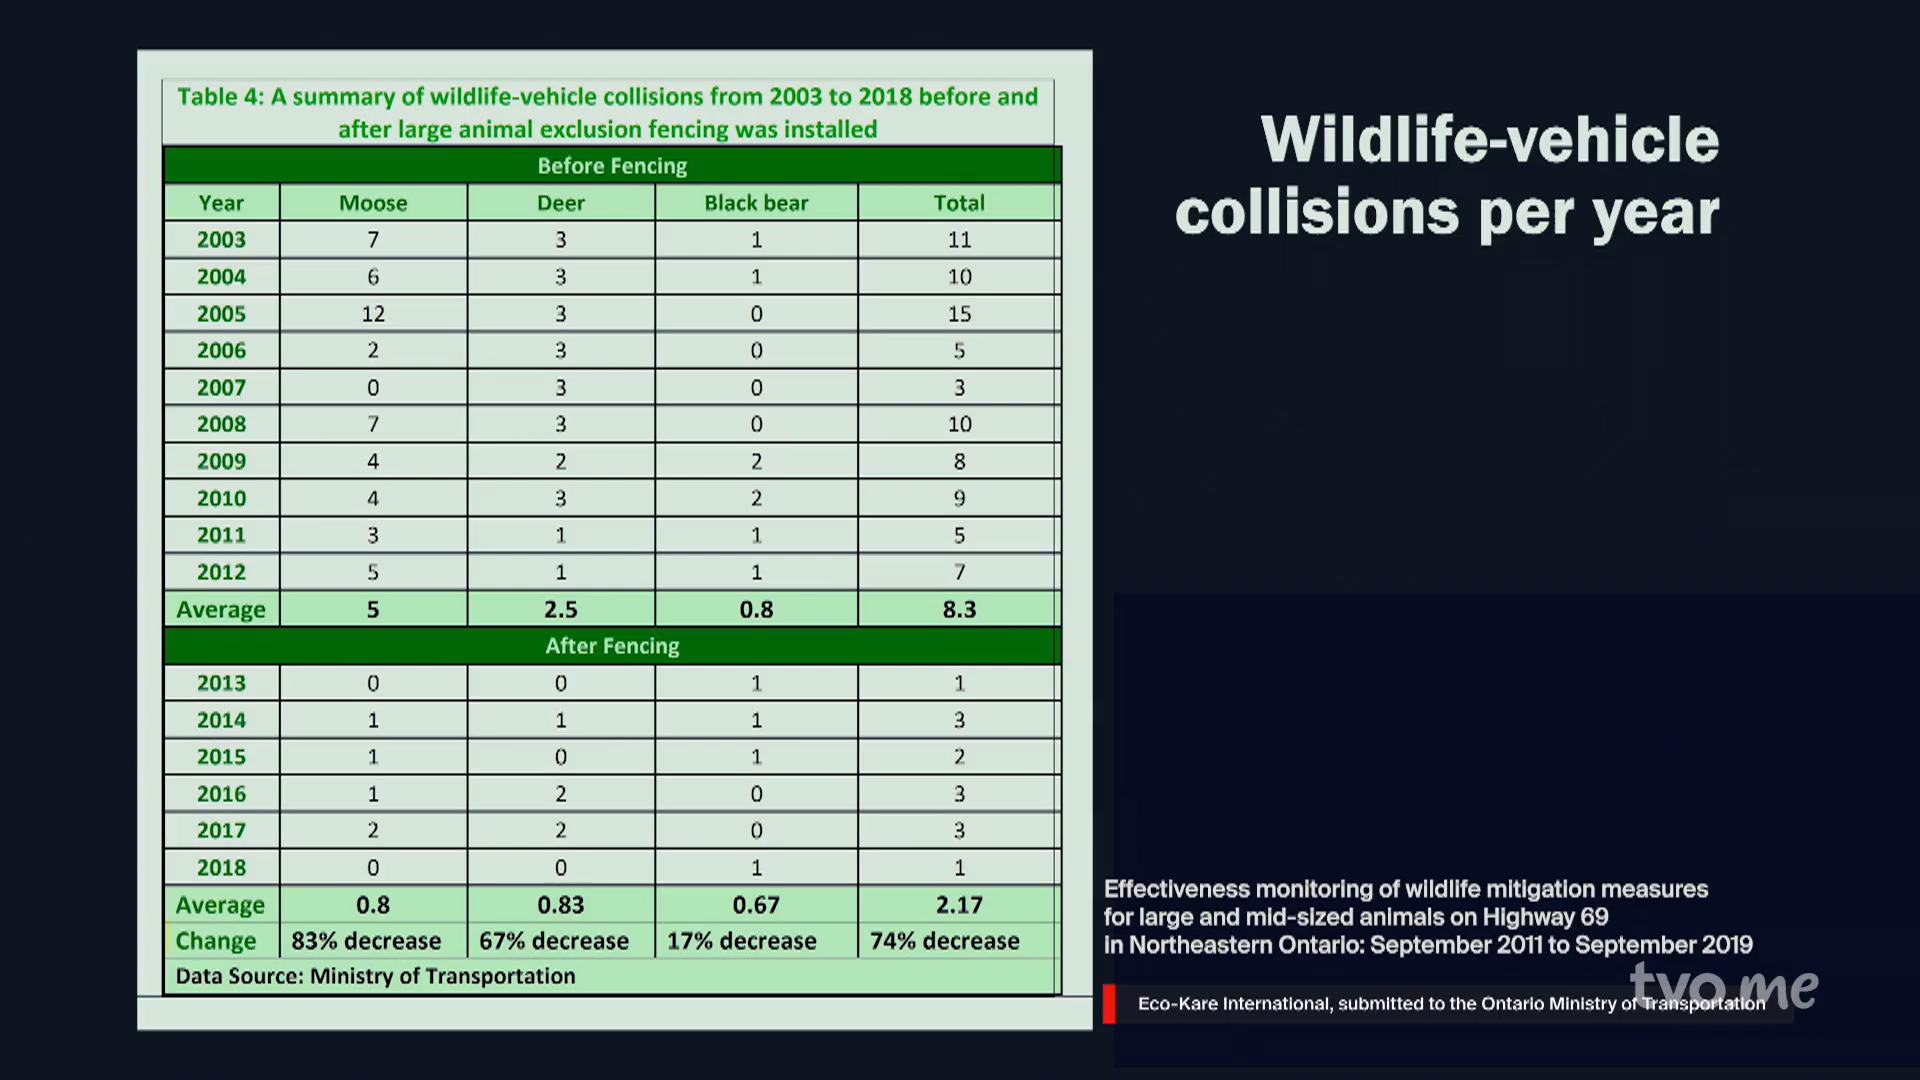 Table 4: A summary of wildlife-vehicle collisions from 2003 to 2018 before and
after large animal exclusion fencing was installed
Before Fencing
Year Moose Deer Black bear Total
2003 7 3 1 11
2004 6 3 1 10
2005 12 3 0 15
2006 2 3 0 5
2007 0 3 0 3
2008 7 3 0 10
2009 4 2 2 8
2010 4 3 2 9
2011 3 1 1 5
2012 5 1 1 7
Average 5 2.5 0.8 8.3
After Fencing
2013 0 0 1 1
2014 1 1 1 3
2015 1 0 1 2
2016 1 2 0 3
2017 2 2 0 3
2018 0 0 1 1
Average 0.8 0.83 0.67 2.17
Change 83% decrease 67% decrease 17% decrease 74% decrease
Data Source: Ministry of Transportation
Wildlife-vehicle
collisions per year
Effectiveness monitoring of wildlife mitigation measures
for large and mid-sized animals on Highway 69
in Northeastern Ontario: September 2011 to September 2019
tvo.me
Eco-Kare International, submitted to the Ontario Ministry of Transportation